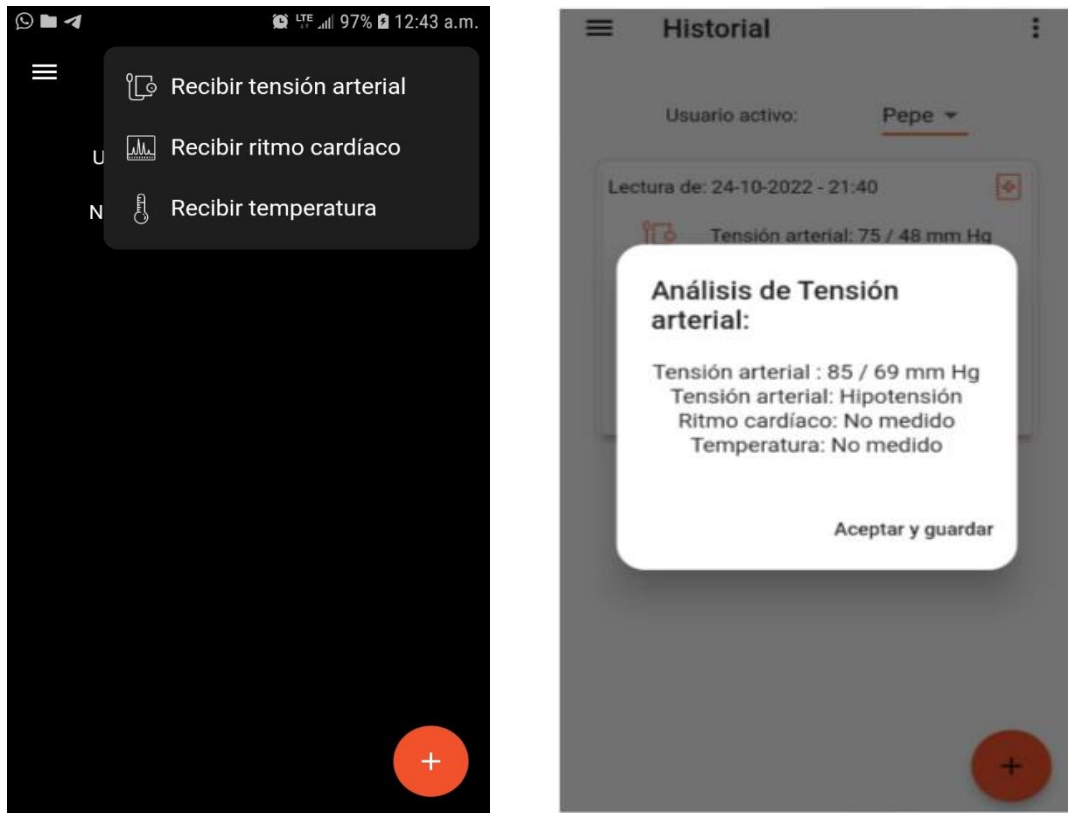 LTE 97% 12:43 a.m.
Recibir tensión arterial
U
Recibir ritmo cardíaco
N
Recibir temperatura
+
Historial
Usuario activo: Pepe
Lectura de: 24-10-2022 - 21:40
Tensión arterial: 75 / 48 mm Hg
Análisis de Tensión
arterial:
Tensión arterial : 85 / 69 mm Hg
Tensión arterial: Hipotensión
Ritmo cardíaco: No medido
Temperatura: No medido
Aceptar y guardar
+